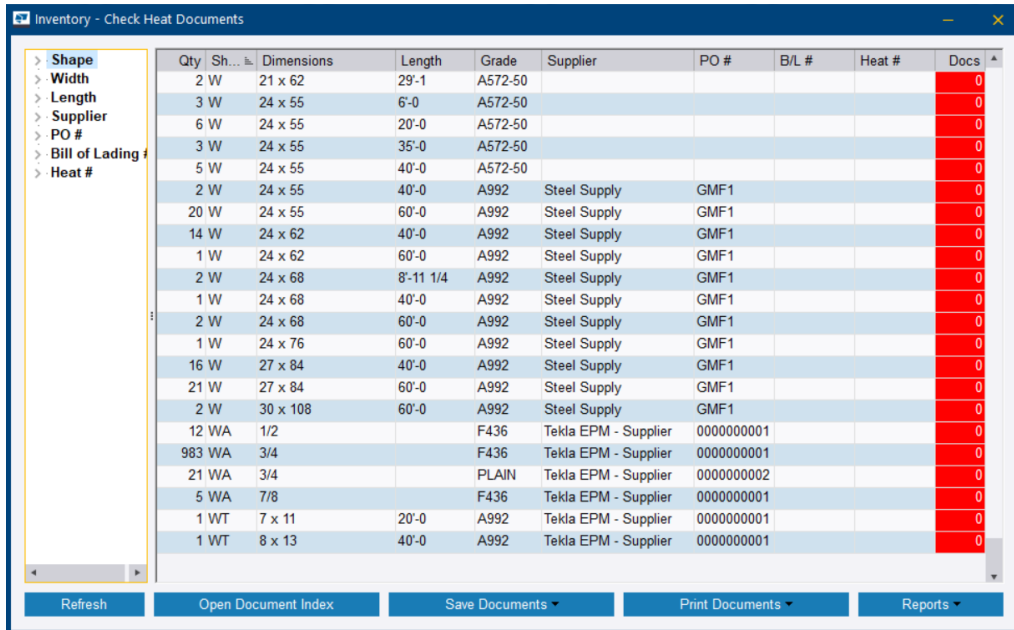 Inventory - Check Heat Documents
Shape
Width
Length
Supplier
PO #
Bill of Lading #
Heat #
Qty Sh... Dimensions Length Grade Supplier PO # B/L # Heat # Docs
2 W 21 x 62 29'-1 A572-50 0
3 W 24 x 55 6'-0 A572-50 0
6 W 24 x 55 20'-0 A572-50 0
3 W 24 x 55 35'-0 A572-50 0
5 W 24 x 55 40'-0 A572-50 0
2 W 24 x 55 40'-0 A992 Steel Supply GMF1 0
20 W 24 x 55 60'-0 A992 Steel Supply GMF1 0
14 W 24 x 62 40'-0 A992 Steel Supply GMF1 0
1 W 24 x 62 60'-0 A992 Steel Supply GMF1 0
2 W 24 x 68 8'-11 1/4 A992 Steel Supply GMF1 0
1 W 24 x 68 40'-0 A992 Steel Supply GMF1 0
2 W 24 x 68 60'-0 A992 Steel Supply GMF1 0
1 W 24 x 76 60'-0 A992 Steel Supply GMF1 0
16 W 27 x 84 40'-0 A992 Steel Supply GMF1 0
21 W 27 x 84 60'-0 A992 Steel Supply GMF1 0
2 W 30 x 108 60'-0 A992 Steel Supply GMF1 0
12 WA 1/2 F436 Tekla EPM - Supplier 0000000001 0
983 WA 3/4 F436 Tekla EPM - Supplier 0000000001 0
21 WA 3/4 PLAIN Tekla EPM - Supplier 0000000002 0
5 WA 7/8 F436 Tekla EPM - Supplier 0000000001 0
1 WT 7 x 11 20'-0 A992 Tekla EPM - Supplier 0000000001 0
1 WT 8 x 13 40'-0 A992 Tekla EPM - Supplier 0000000001 0
Refresh Open Document Index Save Documents Print Documents Reports